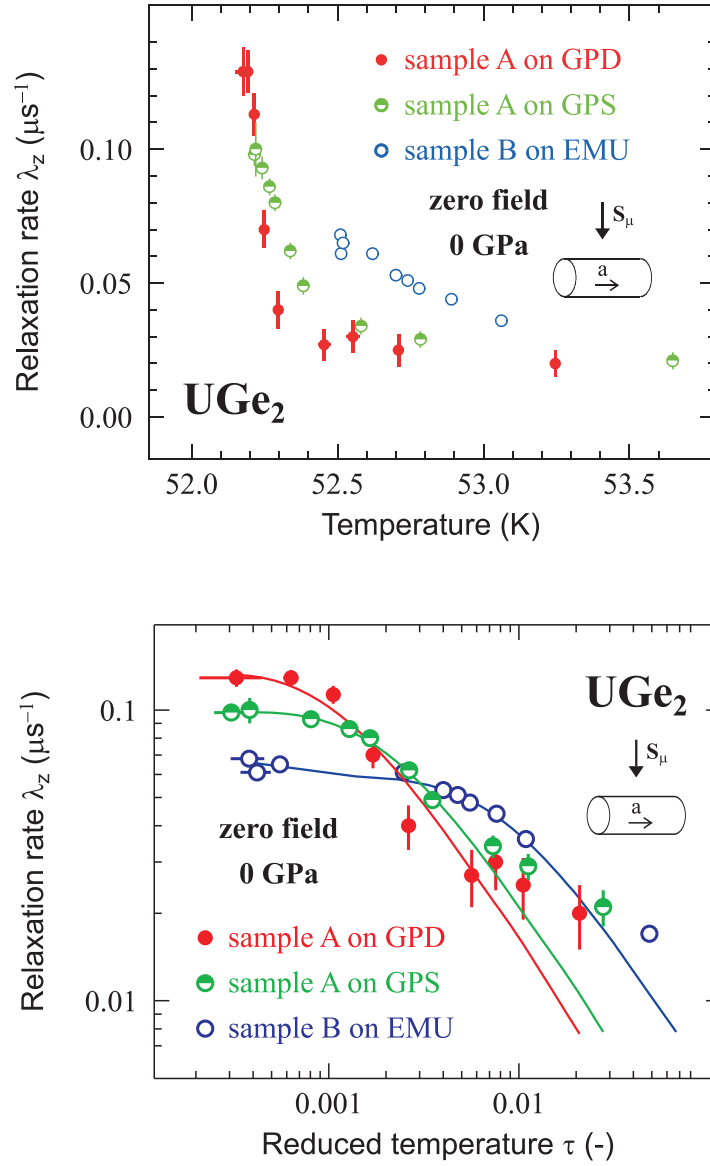 Relaxation rate λz (μs⁻¹)
0.10
0.05
0.00
sample A on GPD
sample A on GPS
sample B on EMU
zero field
0 GPa
Sμ
a
UGe2
52.0
52.5
53.0
53.5
Temperature (K)
Relaxation rate λz (μs⁻¹)
0.1
0.01
UGe2
Sμ
a
zero field
0 GPa
sample A on GPD
sample A on GPS
sample B on EMU
0.001
0.01
Reduced temperature τ (-)